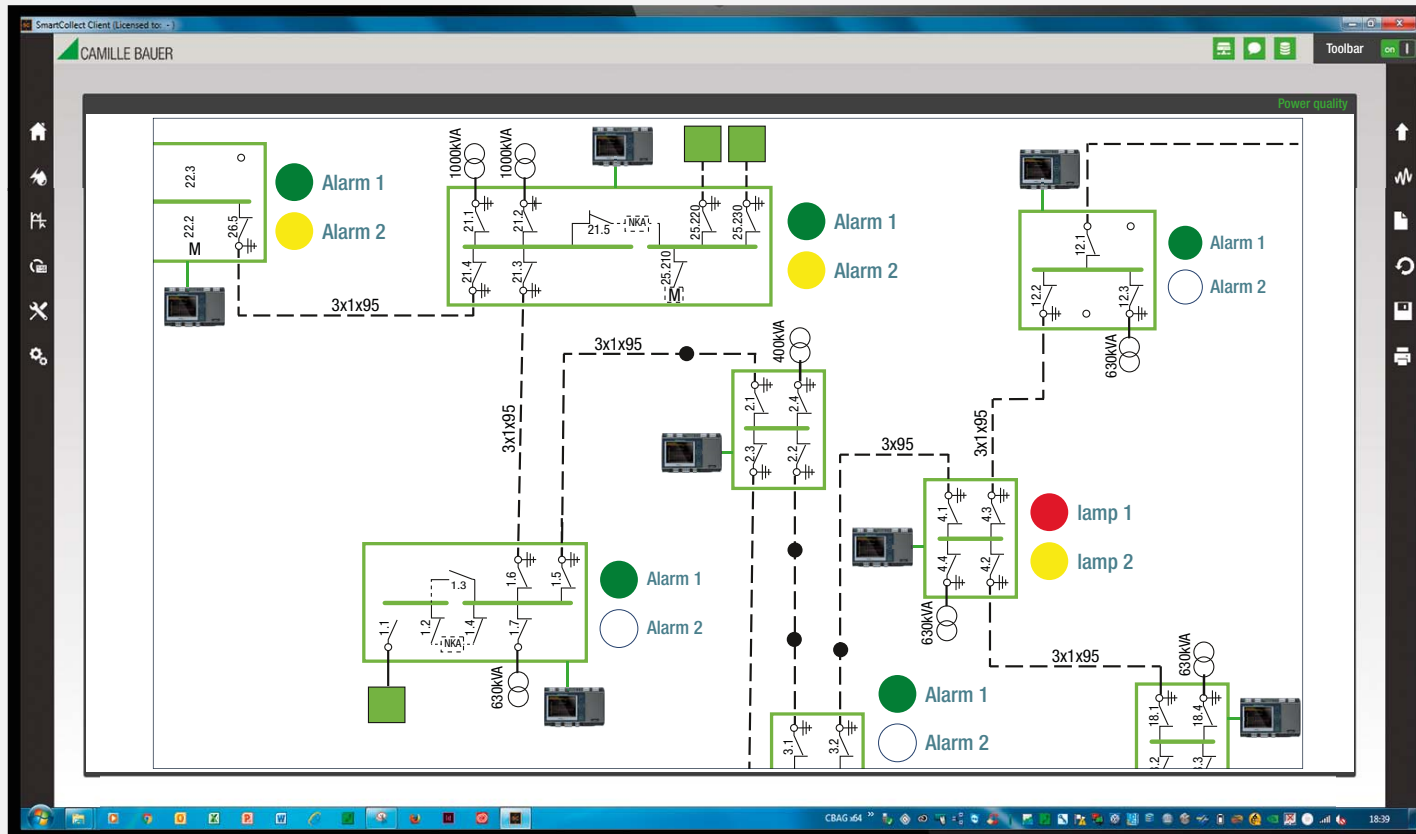 SmartCollect Client (Licensed to: - )
CAMILLE BAUER
Toolbar
on
Power quality
22.3
22.2
M
26.5
Alarm 1
Alarm 2
3x1x95
1000kVA
1000kVA
21.1
21.2
21.4
21.3
21.5
NKA
25.220
25.230
25.210
M
Alarm 1
Alarm 2
12.1
12.2
12.3
630kVA
Alarm 1
Alarm 2
3x1x95
3x1x95
400kVA
2.1
2.4
2.3
2.2
3x95
3x1x95
4.1
4.3
4.4
4.2
630kVA
lamp 1
lamp 2
1.3
1.6
1.5
1.1
1.2
1.4
1.7
NKA
630kVA
Alarm 1
Alarm 2
3.1
3.2
Alarm 1
Alarm 2
3x1x95
630kVA
18.1
18.4
3.2
3.3
CBAG x64
18:39